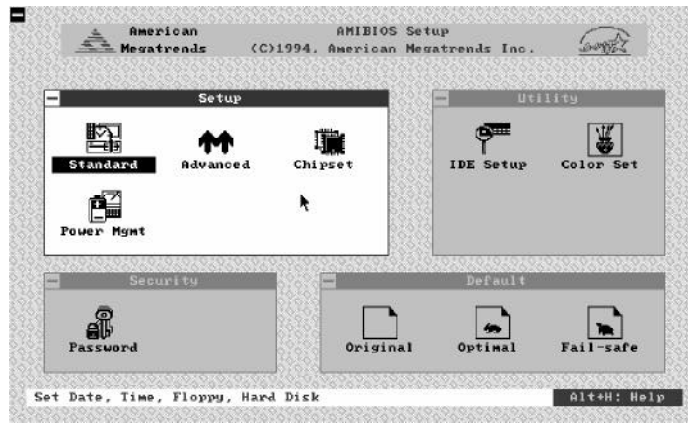 American
Megatrends
AMIBIOS Setup
(C)1994, American Megatrends Inc.
Setup
Standard
Advanced
Chipset
Power Mgmt
Utility
IDE Setup
Color Set
Security
Password
Default
Original
Optimal
Fail-safe
Set Date, Time, Floppy, Hard Disk
Alt+H: Help